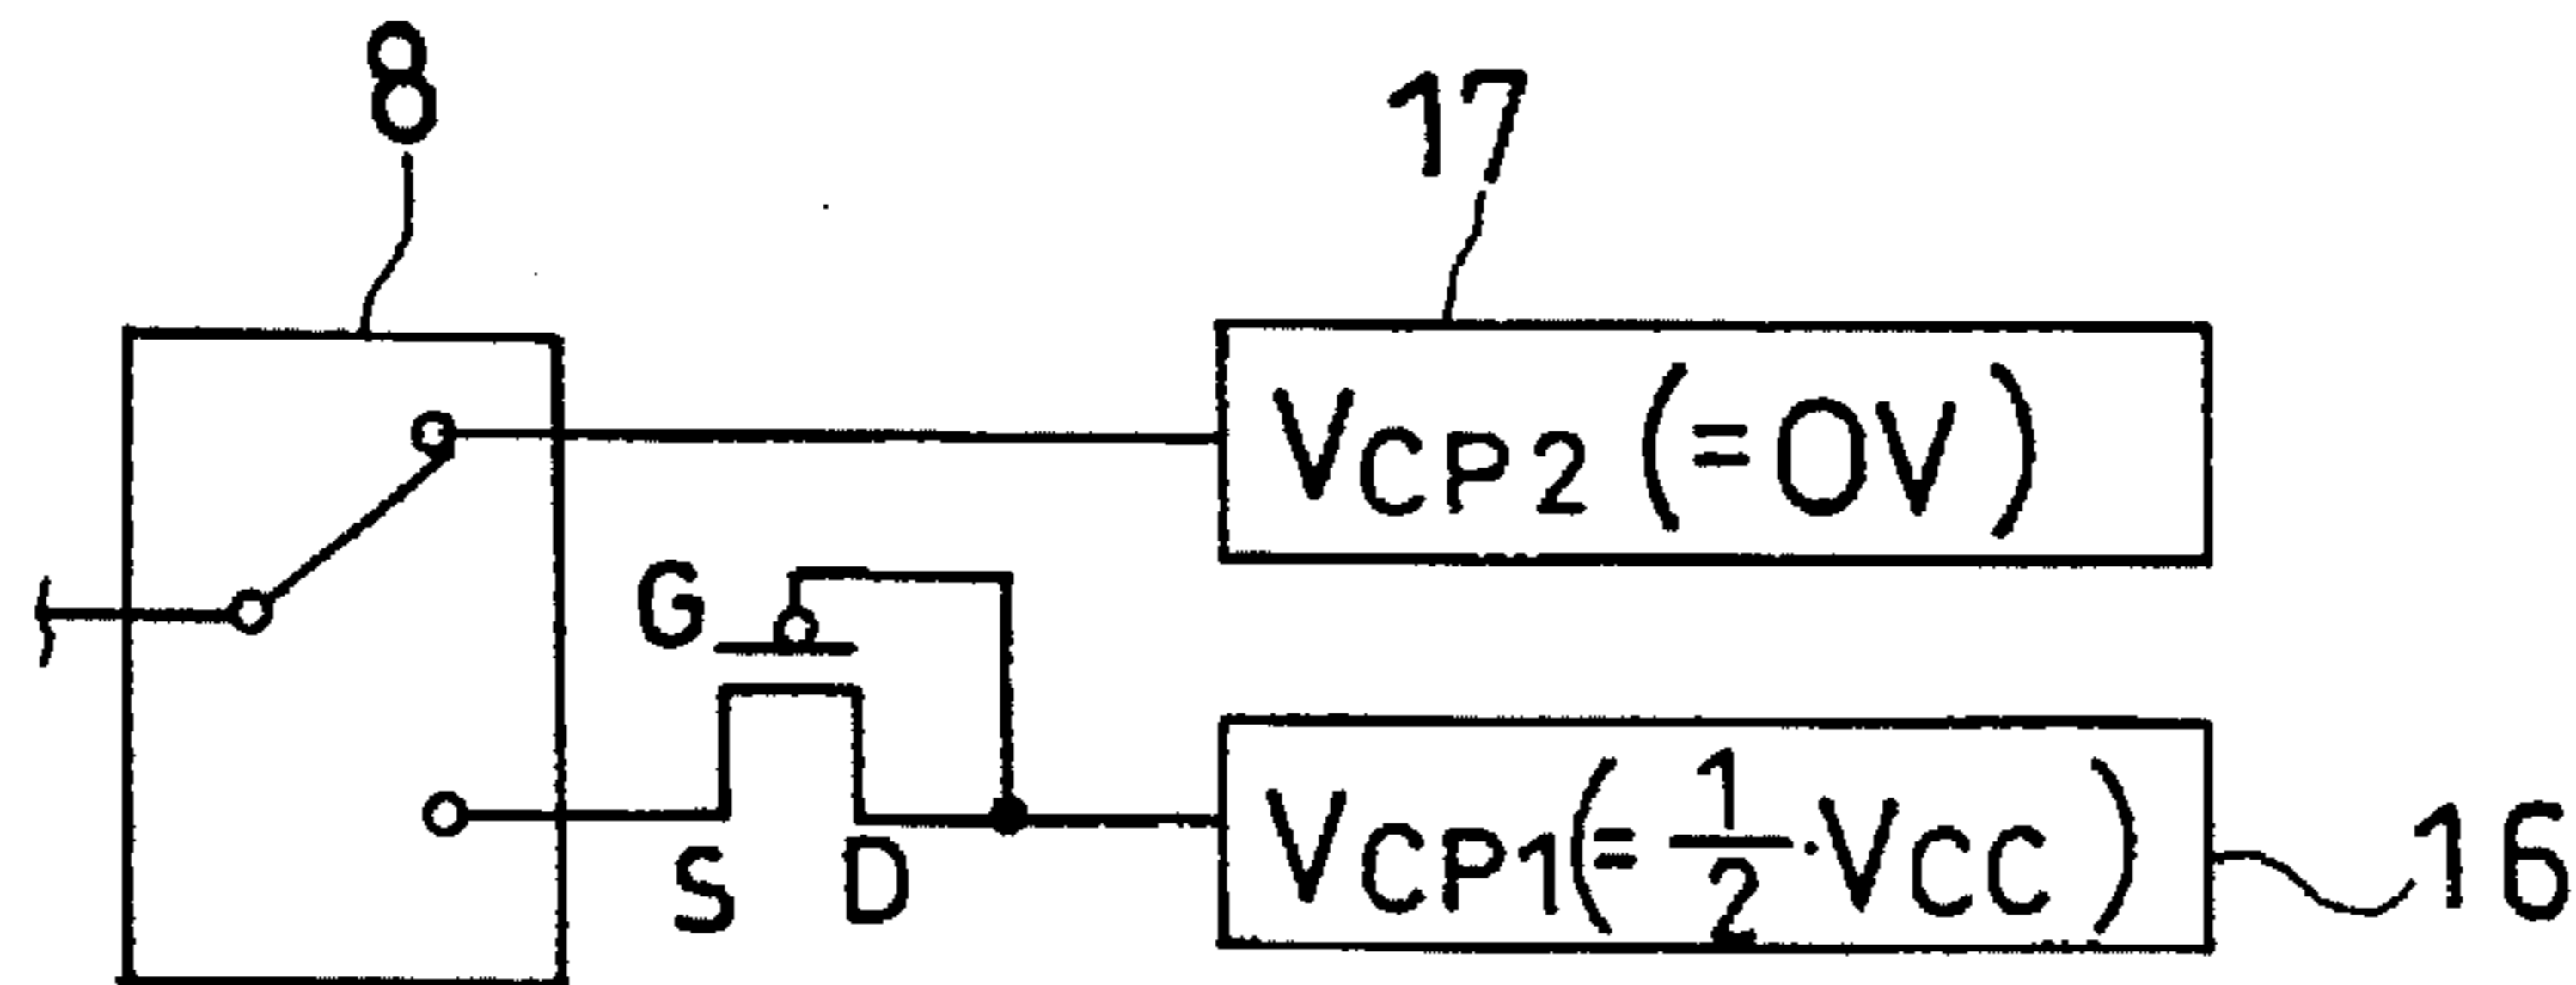 8
17
VCP2 (=0V)
G
S D
VCP1 (= 1/2 · VCC)
16